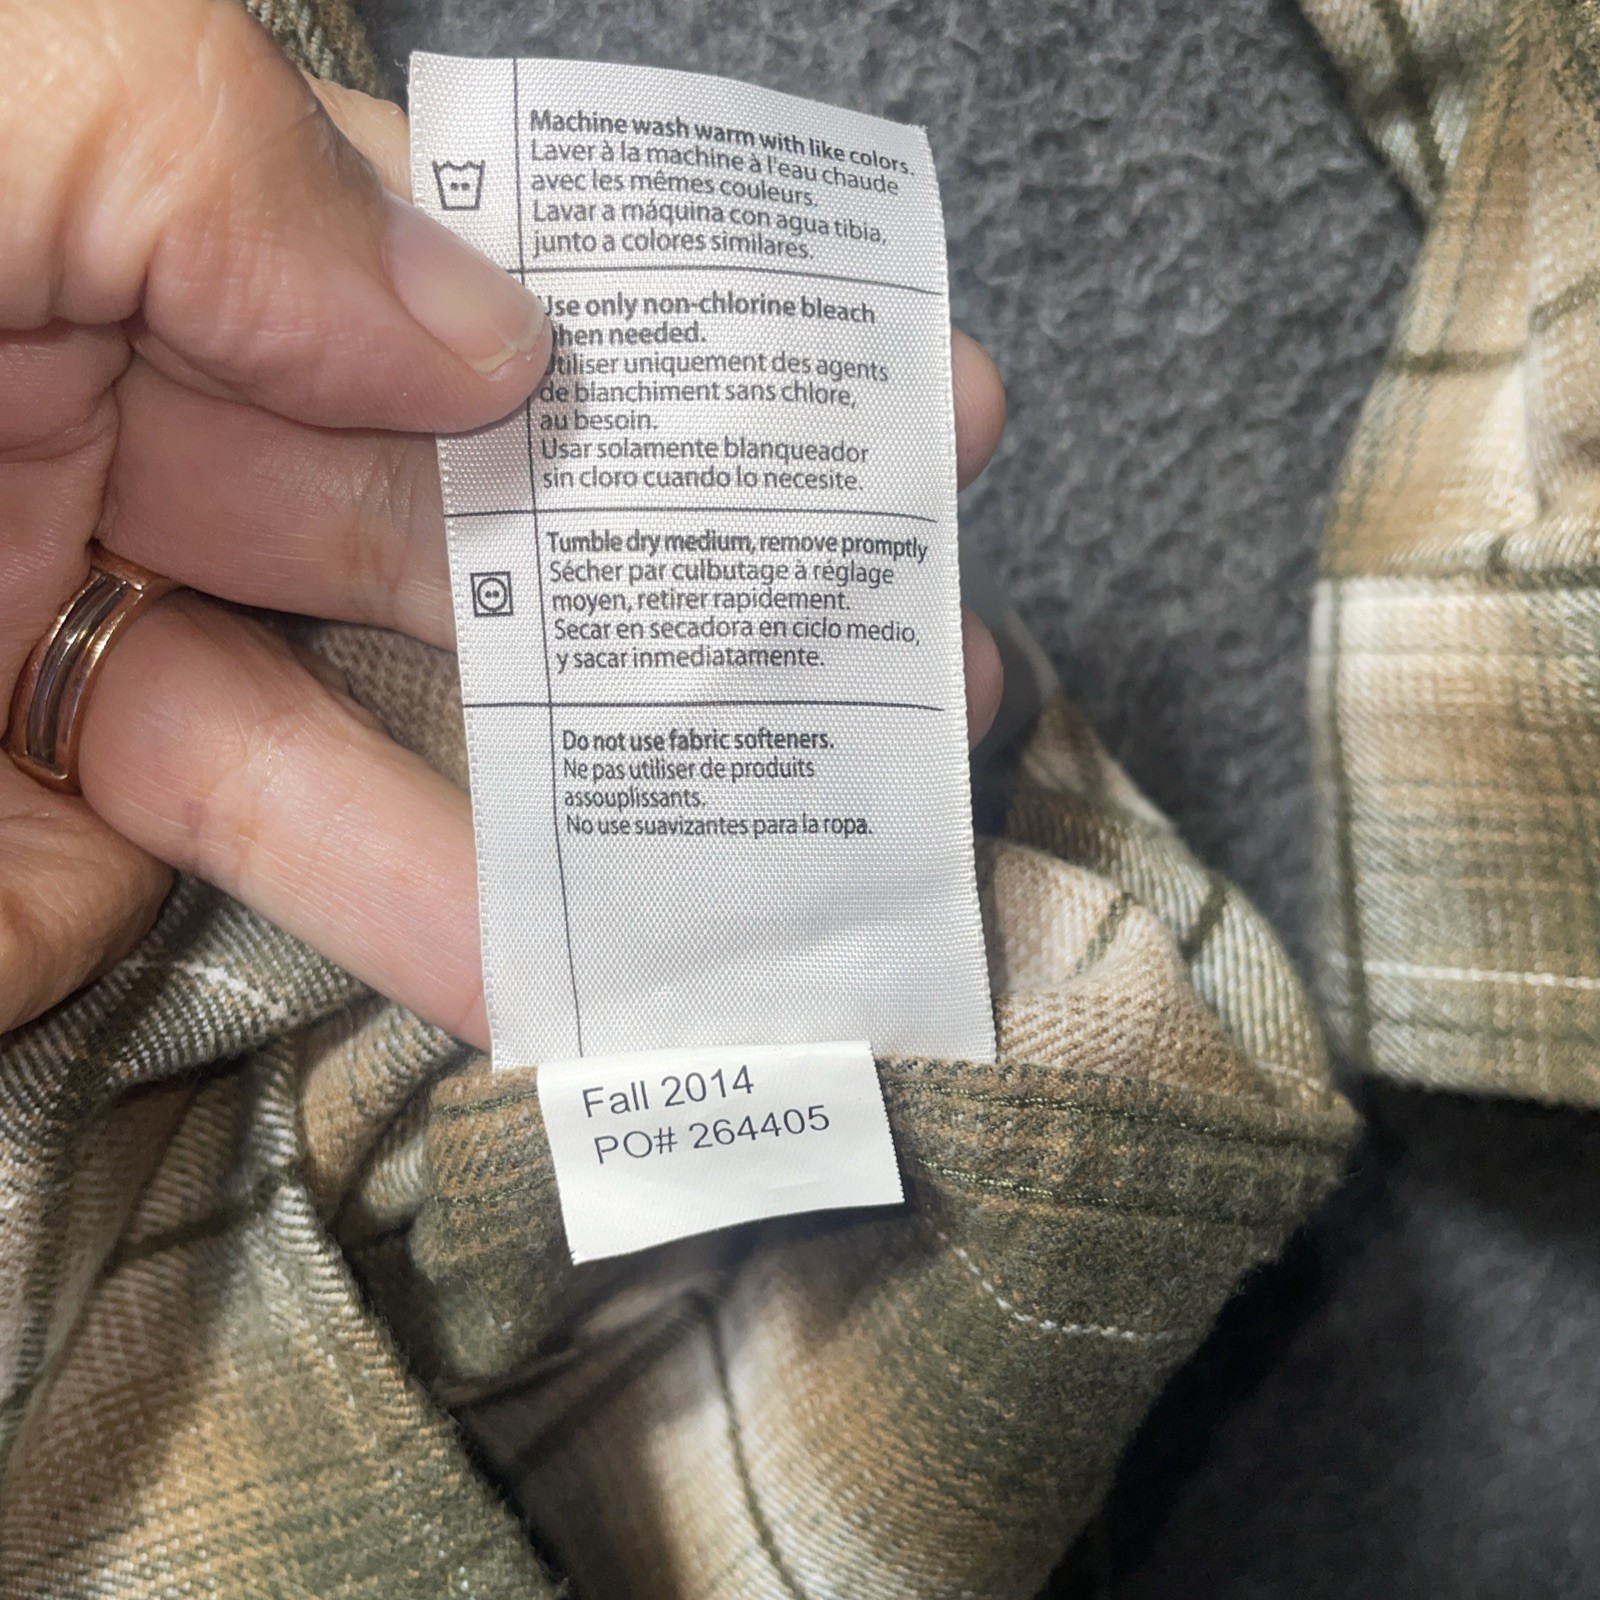 Machine wash warm with like colors.
Laver à la machine à l'eau chaude
avec les mêmes couleurs.
Lavar a máquina con agua tibia,
junto a colores similares.
Use only non-chlorine bleach
when needed.
Utiliser uniquement des agents
de blanchiment sans chlore,
au besoin.
Usar solamente blanqueador
sin cloro cuando lo necesite.
Tumble dry medium, remove promptly
Sécher par culbutage à réglage
moyen, retirer rapidement.
Secar en secadora en ciclo medio,
y sacar inmediatamente.
Do not use fabric softeners.
Ne pas utiliser de produits
assouplissants.
No use suavizantes para la ropa.
Fall 2014
PO# 264405